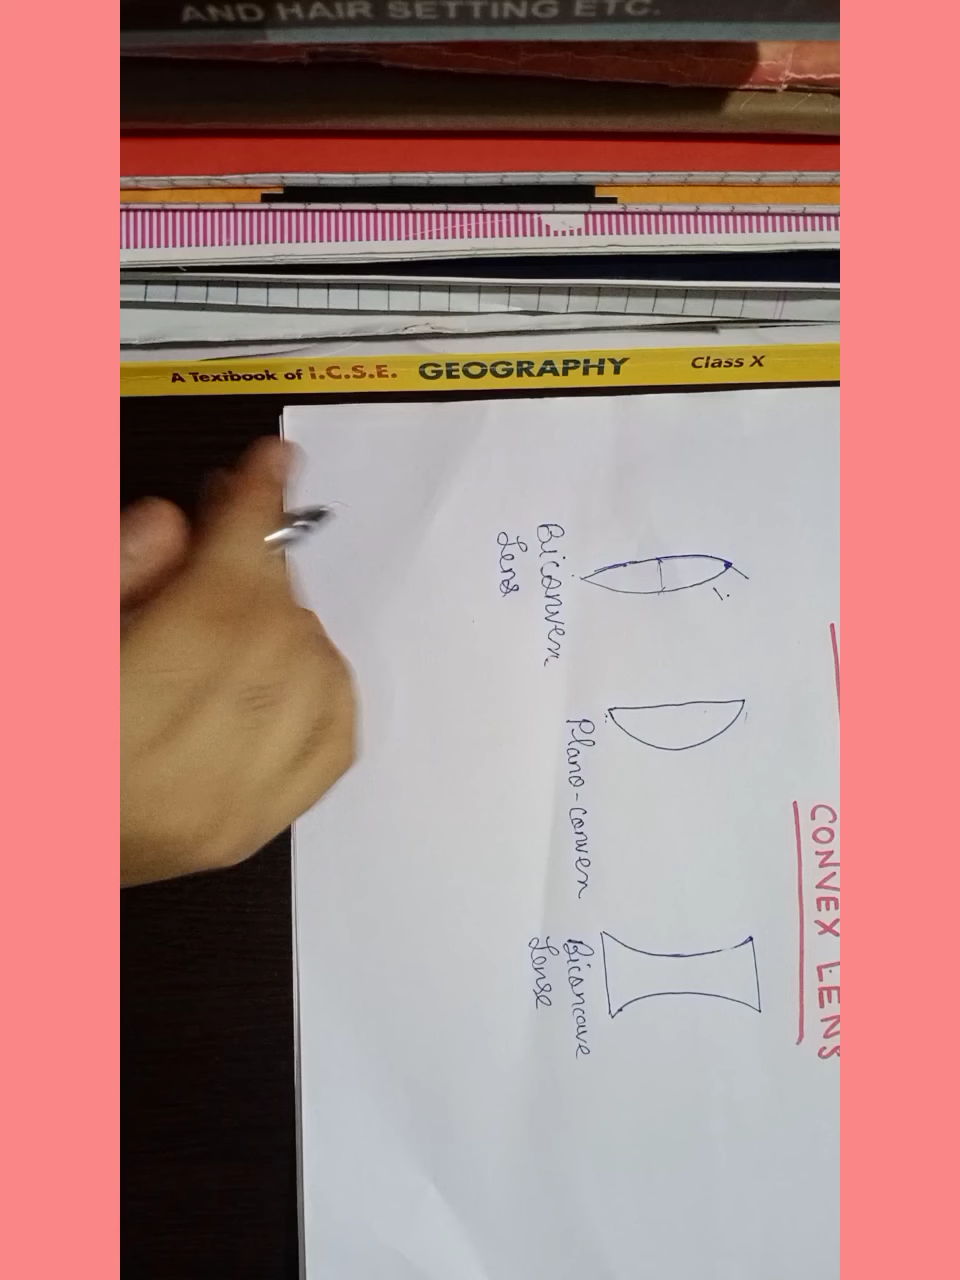 AND HAIR SETTING ETC.
A Textbook of I.C.S.E. GEOGRAPHY Class X
CONVEX LENS
Biconvex
Lens
Plano-convex
Biconcave
Lense